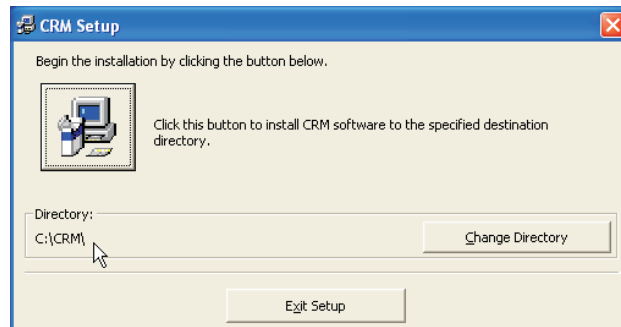 CRM Setup
Begin the installation by clicking the button below.
Click this button to install CRM software to the specified destination
directory.
Directory:
C:\CRM\
Change Directory
Exit Setup